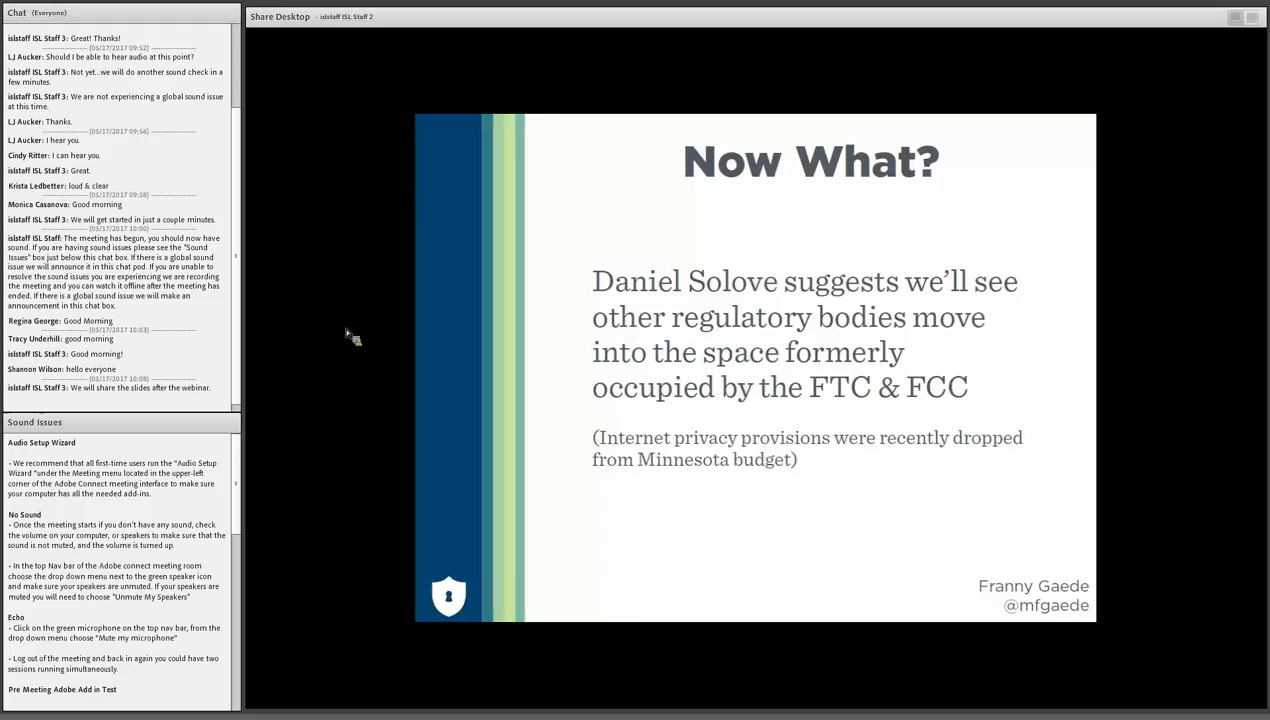 Chat (Everyone)
islstaff ISL Staff 3: Great! Thanks!
------------------ (05/17/2017 09:52) ------------------
LJ Aucker: Should I be able to hear audio at this point?
islstaff ISL Staff 3: Not yet...we will do another sound check in a
few minutes.
islstaff ISL Staff 3: We are not experiencing a global sound issue
at this time.
LJ Aucker: Thanks.
------------------ (05/17/2017 09:56) ------------------
LJ Aucker: I hear you.
Cindy Ritter: I can hear you.
islstaff ISL Staff 3: Great.
Krista Ledbetter: loud & clear
------------------ (05/17/2017 09:58) ------------------
Monica Casanova: Good morning
islstaff ISL Staff 3: We will get started in just a couple minutes.
------------------ (05/17/2017 10:00) ------------------
islstaff ISL Staff: The meeting has begun, you should now have
sound. If you are having sound issues please see the "Sound
Issues" box just below this chat box. If there is a global sound
issue we will announce it in this chat pod. If you are unable to
resolve the sound issues you are experiencing we are recording
the meeting and you can watch it offline after the meeting has
ended. If there is a global sound issue we will make an
announcement in this chat box.
Regina George: Good Morning
------------------ (05/17/2017 10:03) ------------------
Tracy Underhill: good morning
islstaff ISL Staff 3: Good morning!
Shannon Wilson: hello everyone
------------------ (05/17/2017 10:08) ------------------
islstaff ISL Staff 3: We will share the slides after the webinar.
Sound Issues
Audio Setup Wizard
• We recommend that all first-time users run the "Audio Setup
Wizard "under the Meeting menu located in the upper-left
corner of the Adobe Connect meeting interface to make sure
your computer has all the needed add-ins.
No Sound
• Once the meeting starts if you don't have any sound, check
the volume on your computer, or speakers to make sure that the
sound is not muted, and the volume is turned up.
• In the top Nav bar of the Adobe connect meeting room
choose the drop down menu next to the green speaker icon
and make sure your speakers are unmuted. If your speakers are
muted you will need to choose "Unmute My Speakers"
Echo
• Click on the green microphone on the top nav bar, from the
drop down menu choose "Mute my microphone"
• Log out of the meeting and back in again you could have two
sessions running simultaneously.
Pre Meeting Adobe Add in Test
Share Desktop - islstaff ISL Staff 2
Now What?
Daniel Solove suggests we'll see
other regulatory bodies move
into the space formerly
occupied by the FTC & FCC
(Internet privacy provisions were recently dropped
from Minnesota budget)
Franny Gaede
@mfgaede